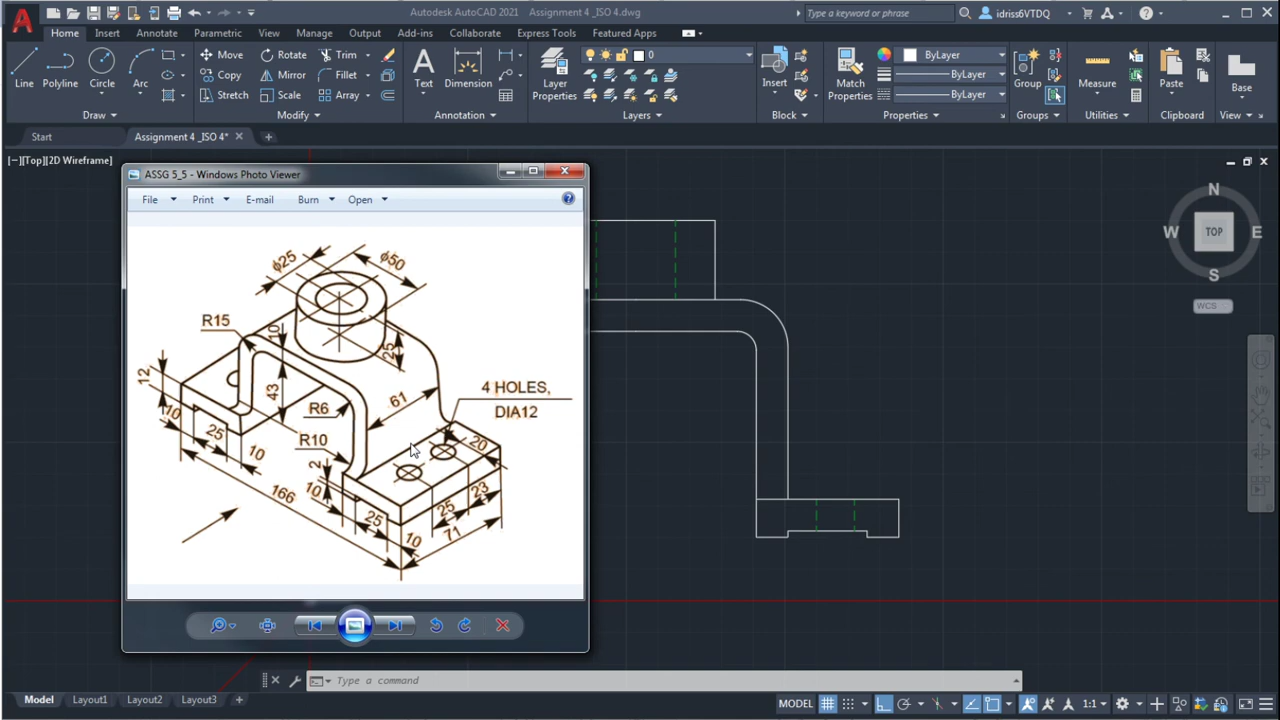 A Autodesk AutoCAD 2021 Assignment 4 _ISO 4.dwg Type a keyword or phrase idriss6VTDQ
Home Insert Annotate Parametric View Manage Output Add-ins Collaborate Express Tools Featured Apps
Line Polyline Circle Arc
Move Rotate Trim
Copy Mirror Fillet
Stretch Scale Array
Text Dimension
Layer Properties
0
Insert
Match Properties
ByLayer
ByLayer
ByLayer
Group
Measure
Paste
Base
Draw Modify Annotation Layers Block Properties Groups Utilities Clipboard View
Start Assignment 4 _ISO 4*
[−][Top][2D Wireframe]
ASSG 5_5 - Windows Photo Viewer
File Print E-mail Burn Open
ϕ25
ϕ50
R15
10
25
12
43
61
4 HOLES,
DIA12
10
R6
25
10
R10
20
2
10
166
23
25
25
10
71
N
W TOP E
S
WCS
Type a command
Model Layout1 Layout2 Layout3
MODEL 1:1